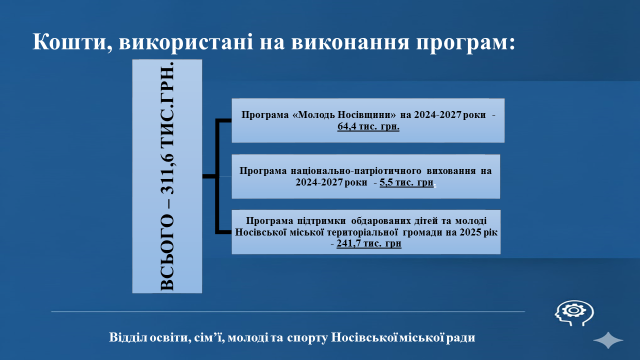 Кошти, використані на виконання програм:
ВСЬОГО – 311,6 ТИС.ГРН.
Програма «Молодь Носівщини» на 2024-2027 роки -
64,4 тис. грн.
Програма національно-патріотичного виховання на
2024-2027 роки - 5,5 тис. грн.
Програма підтримки обдарованих дітей та молоді
Носівської міської територіальної громади на 2025 рік
- 241,7 тис. грн
Відділ освіти, сім’ї, молоді та спорту Носівської міської ради